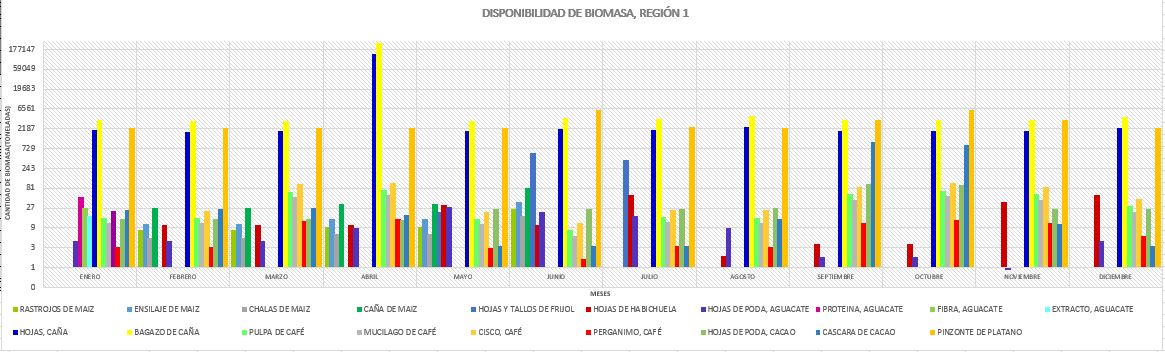 DISPONIBILIDAD DE BIOMASA, REGIÓN 1
CANTIDAD DE BIOMASA(TONELADAS)
177147
59049
19683
6561
2187
729
243
81
27
9
3
1
0
ENERO FEBRERO MARZO ABRIL MAYO JUNIO JULIO AGOSTO SEPTIEMBRE OCTUBRE NOVIEMBRE DICIEMBRE
MESES
RASTROJOS DE MAIZ ENSILAJE DE MAIZ CHALAS DE MAIZ CAÑA DE MAIZ HOJAS Y TALLOS DE FRIJOL HOJAS DE HABICHUELA HOJAS DE PODA, AGUACATE PROTEINA, AGUACATE FIBRA, AGUACATE EXTRACTO, AGUACATE
HOJAS, CAÑA BAGAZO DE CAÑA PULPA DE CAFÉ MUCILAGO DE CAFÉ CISCO, CAFÉ PERGANIMO, CAFÉ HOJAS DE PODA, CACAO CASCARA DE CACAO PINZONTE DE PLATANO